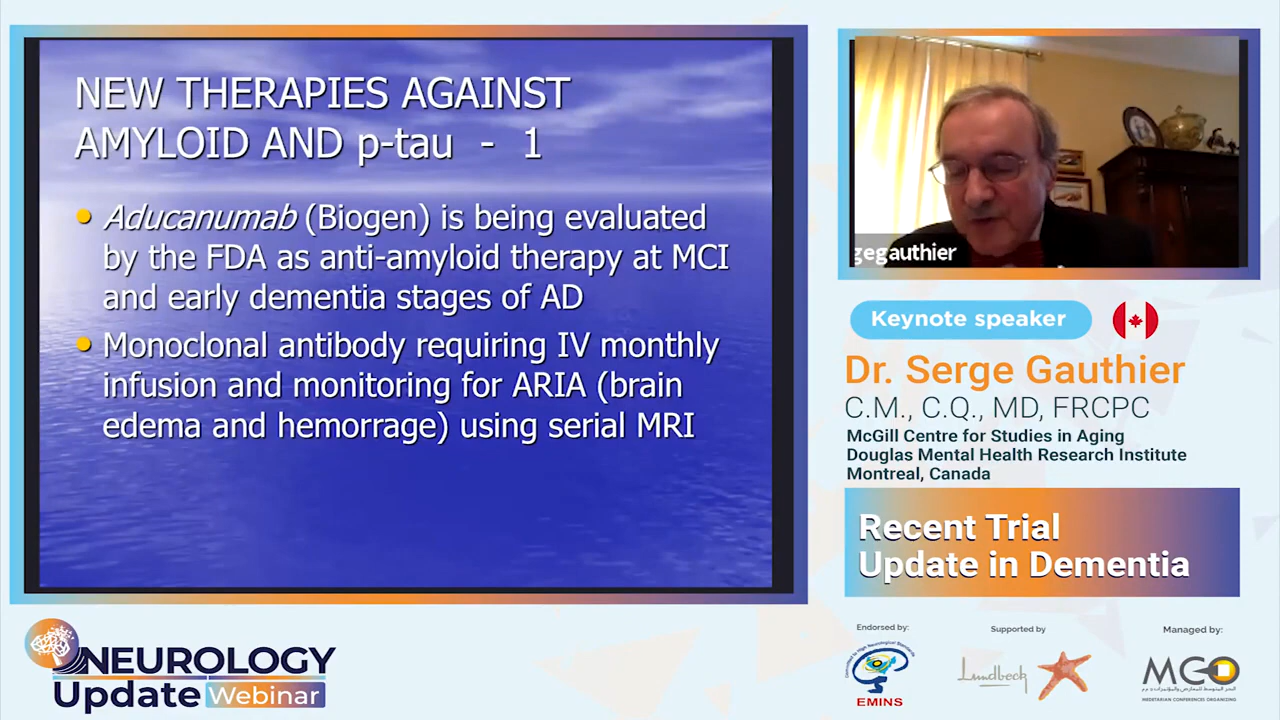 NEW THERAPIES AGAINST
AMYLOID AND p-tau - 1
• Aducanumab (Biogen) is being evaluated
by the FDA as anti-amyloid therapy at MCI
and early dementia stages of AD
• Monoclonal antibody requiring IV monthly
infusion and monitoring for ARIA (brain
edema and hemorrage) using serial MRI
gegauthier
Keynote speaker
Dr. Serge Gauthier
C.M., C.Q., MD, FRCPC
McGill Centre for Studies in Aging
Douglas Mental Health Research Institute
Montreal, Canada
Recent Trial
Update in Dementia
NEUROLOGY
Update Webinar
Endorsed by:
EMINS
Supported by
Lundbeck
Managed by:
MCO
MEDITARIAN CONFERENCES ORGANIZING